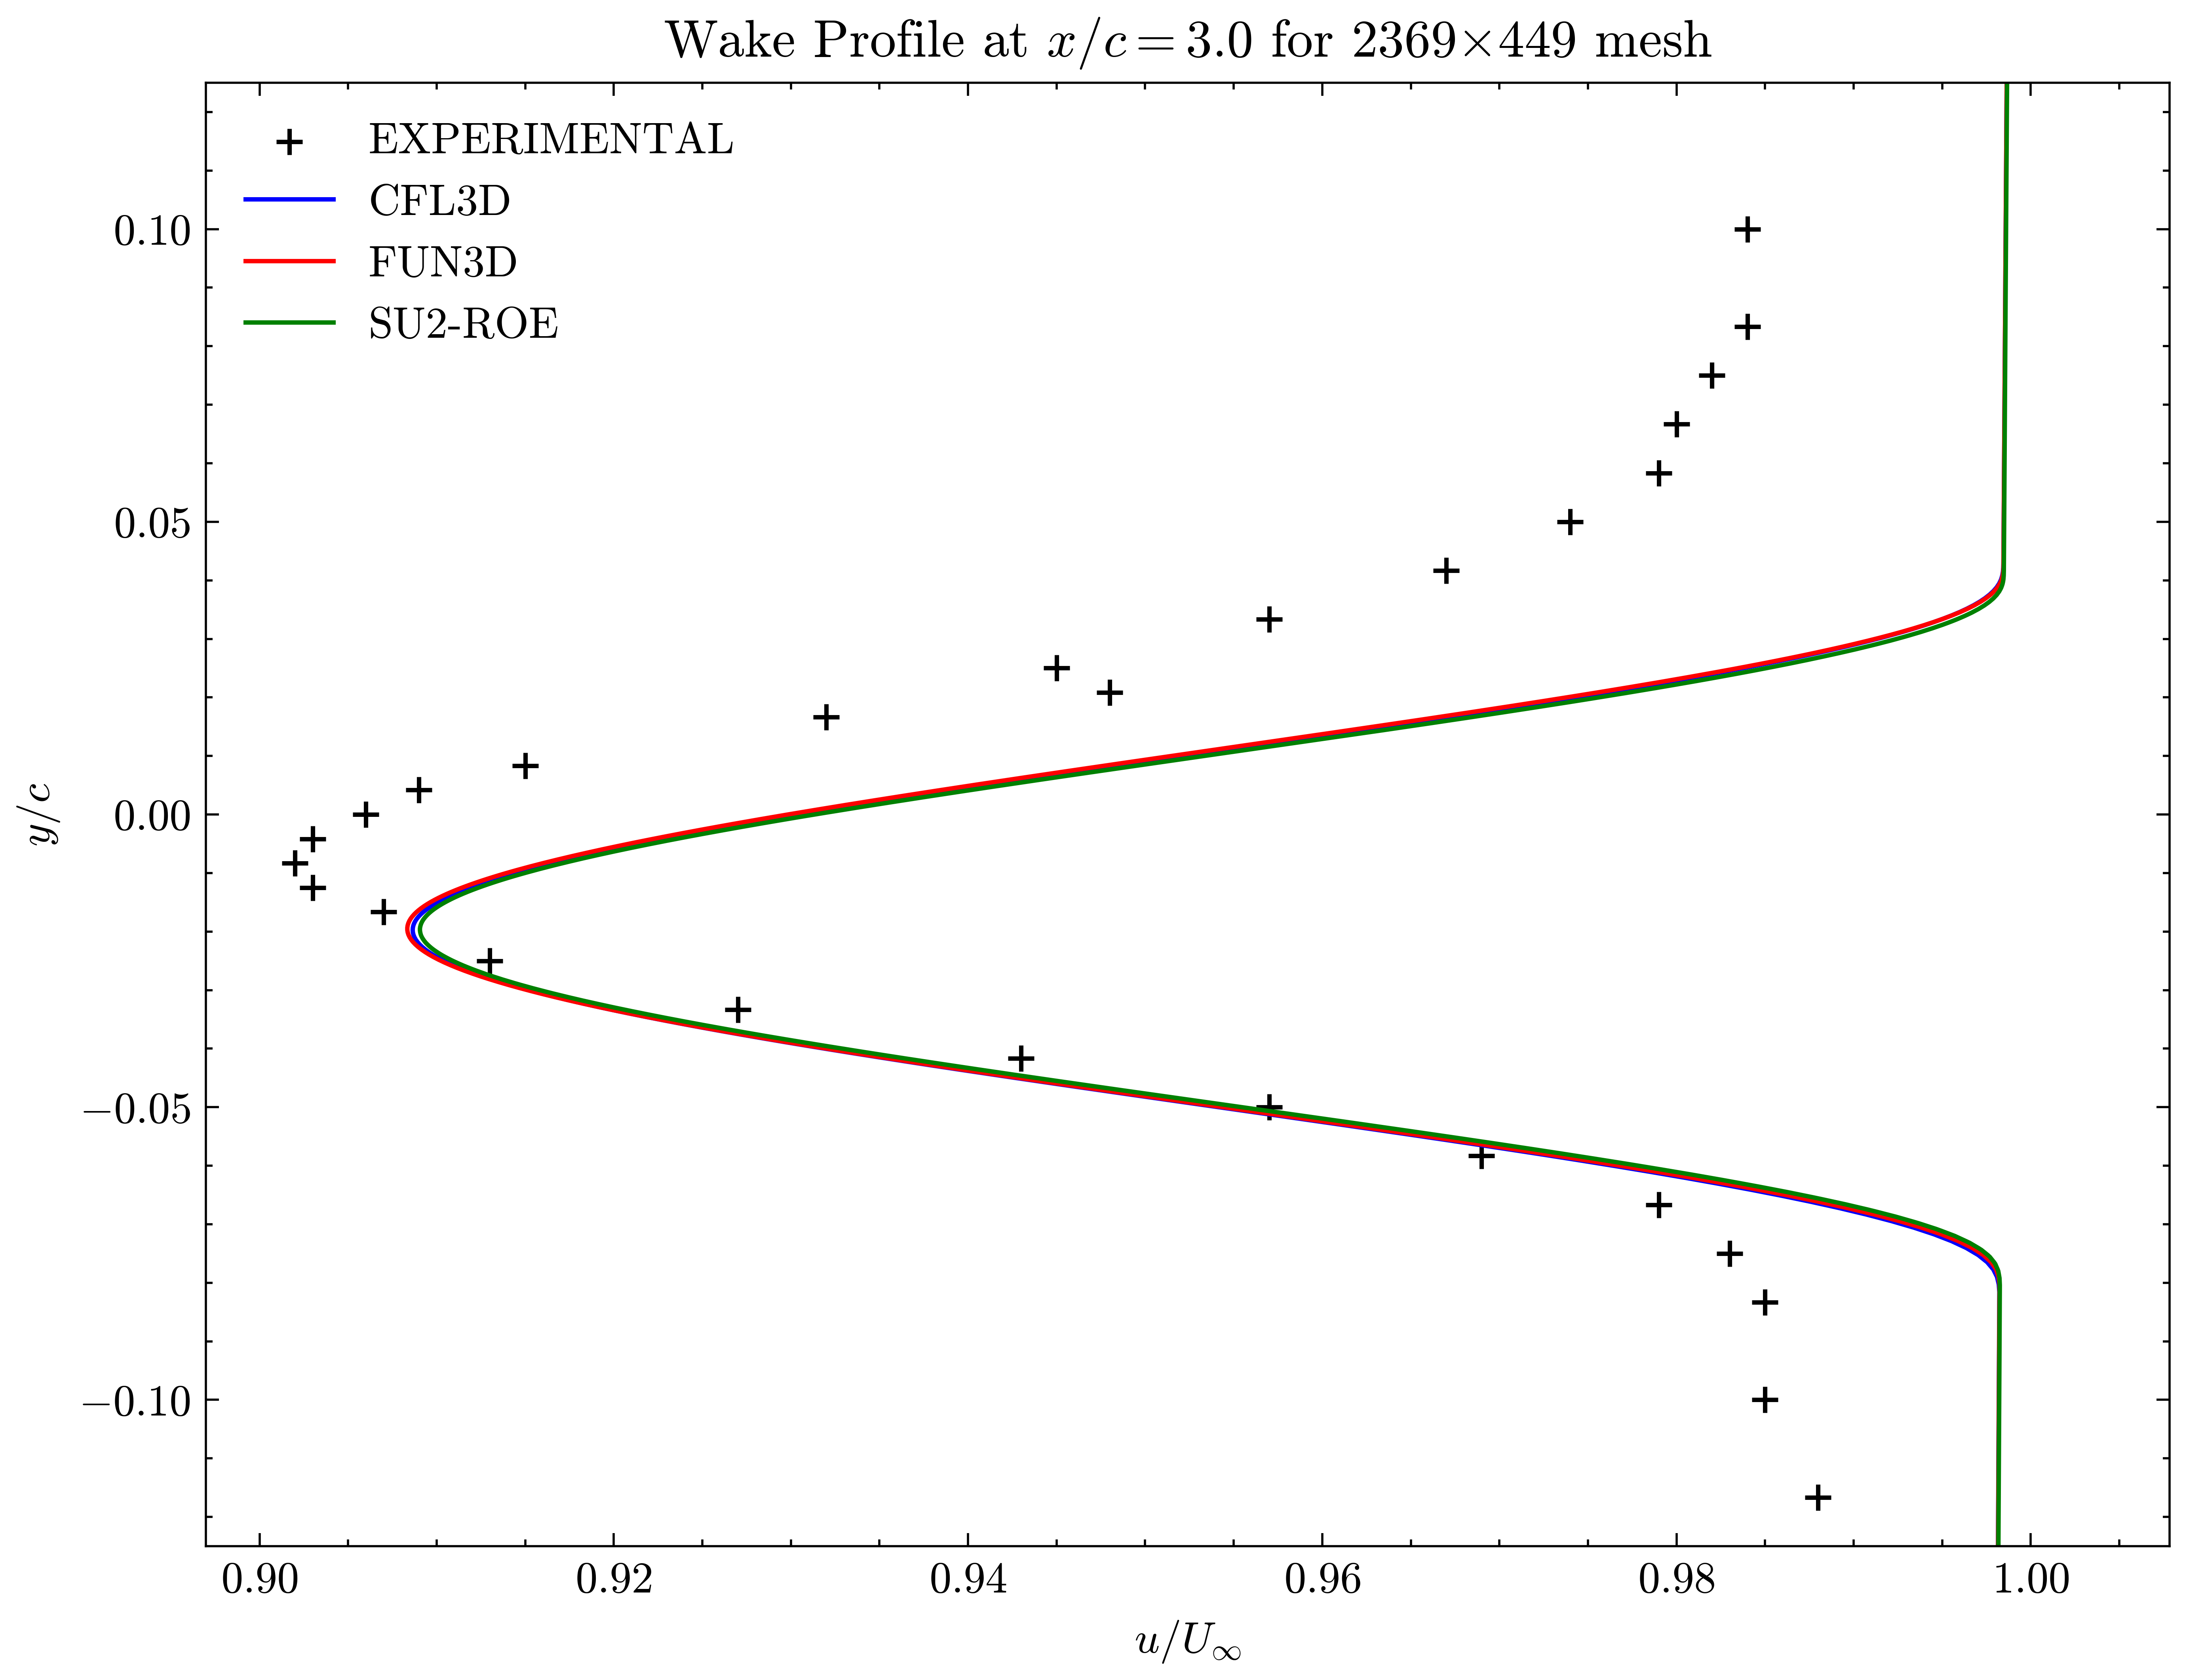 Wake Profile at x/c = 3.0 for 2369×449 mesh
EXPERIMENTAL
CFL3D
FUN3D
SU2-ROE
0.10
0.05
0.00
−0.05
−0.10
y/c
0.90 0.92 0.94 0.96 0.98 1.00
u/U∞